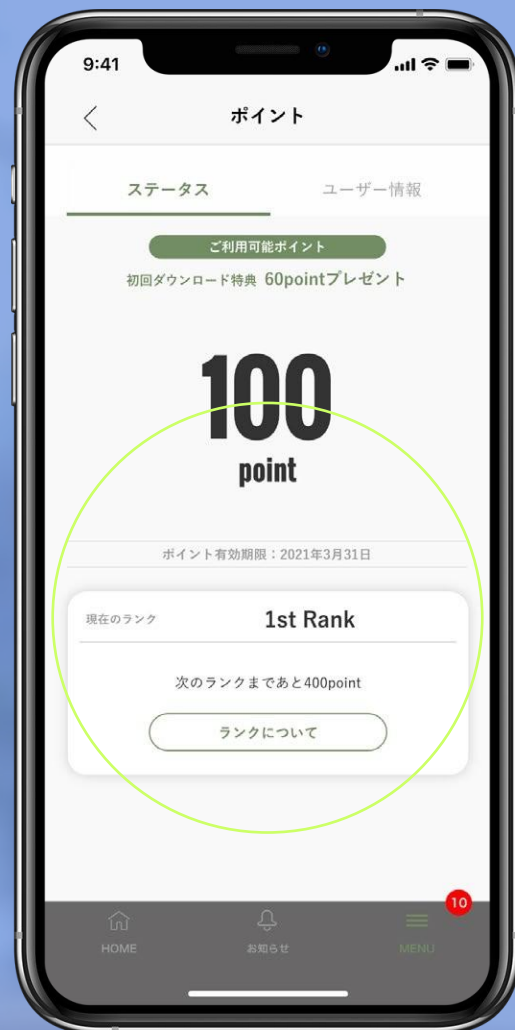 9:41
ポイント
ステータス ユーザー情報
ご利用可能ポイント
初回ダウンロード特典 60pointプレゼント
100
point
ポイント有効期限：2021年3月31日
現在のランク 1st Rank
次のランクまであと400point
ランクについて
10
HOME お知らせ MENU